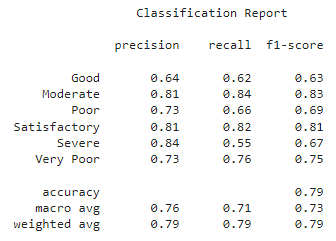 Classification Report
precision recall f1-score
Good 0.64 0.62 0.63
Moderate 0.81 0.84 0.83
Poor 0.73 0.66 0.69
Satisfactory 0.81 0.82 0.81
Severe 0.84 0.55 0.67
Very Poor 0.73 0.76 0.75
accuracy 0.79
macro avg 0.76 0.71 0.73
weighted avg 0.79 0.79 0.79